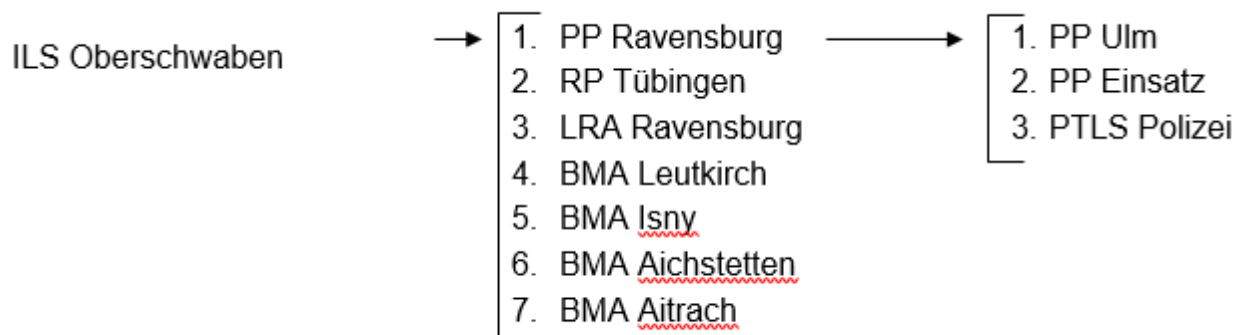 ILS Oberschwaben
1. PP Ravensburg
2. RP Tübingen
3. LRA Ravensburg
4. BMA Leutkirch
5. BMA Isny
6. BMA Aichstetten
7. BMA Aitrach
1. PP Ulm
2. PP Einsatz
3. PTLS Polizei